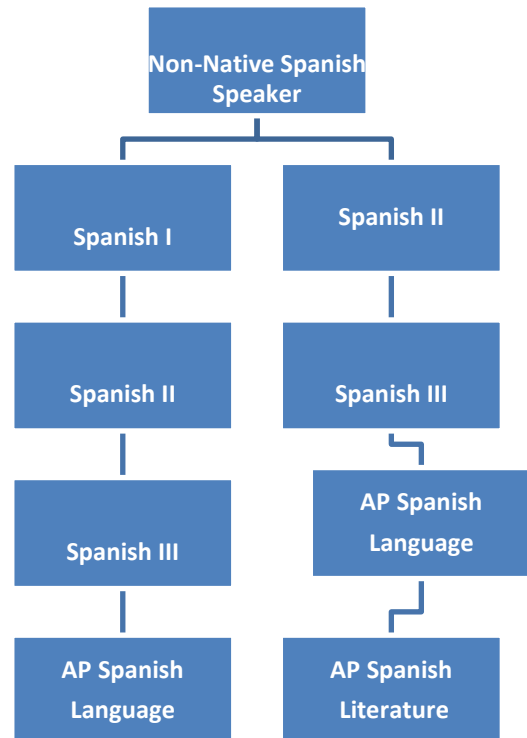 Non-Native Spanish
Speaker
Spanish I
Spanish II
Spanish II
Spanish III
Spanish III
AP Spanish
Language
AP Spanish
Language
AP Spanish
Literature